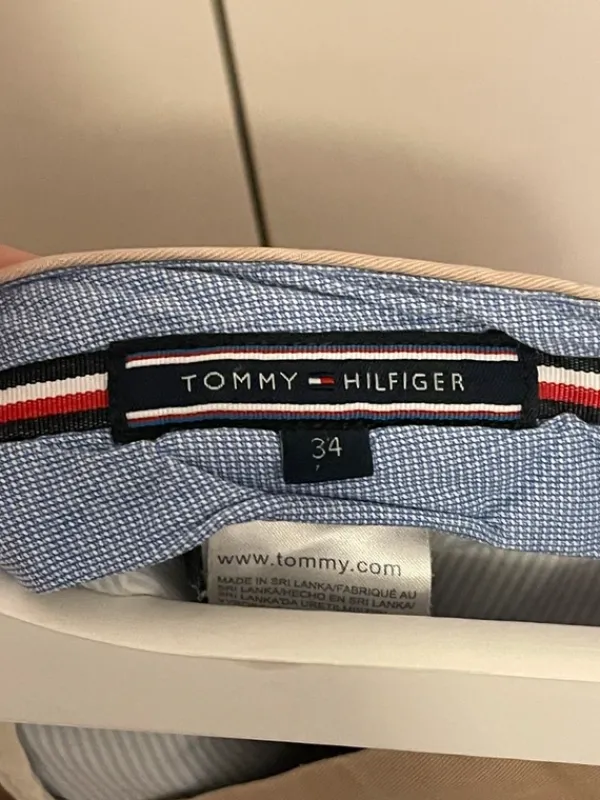 TOMMY HILFIGER
34
www.tommy.com
MADE IN SRI LANKA/FABRIQUÉ AU
SRI LANKA/HECHO EN SRI LANKA/